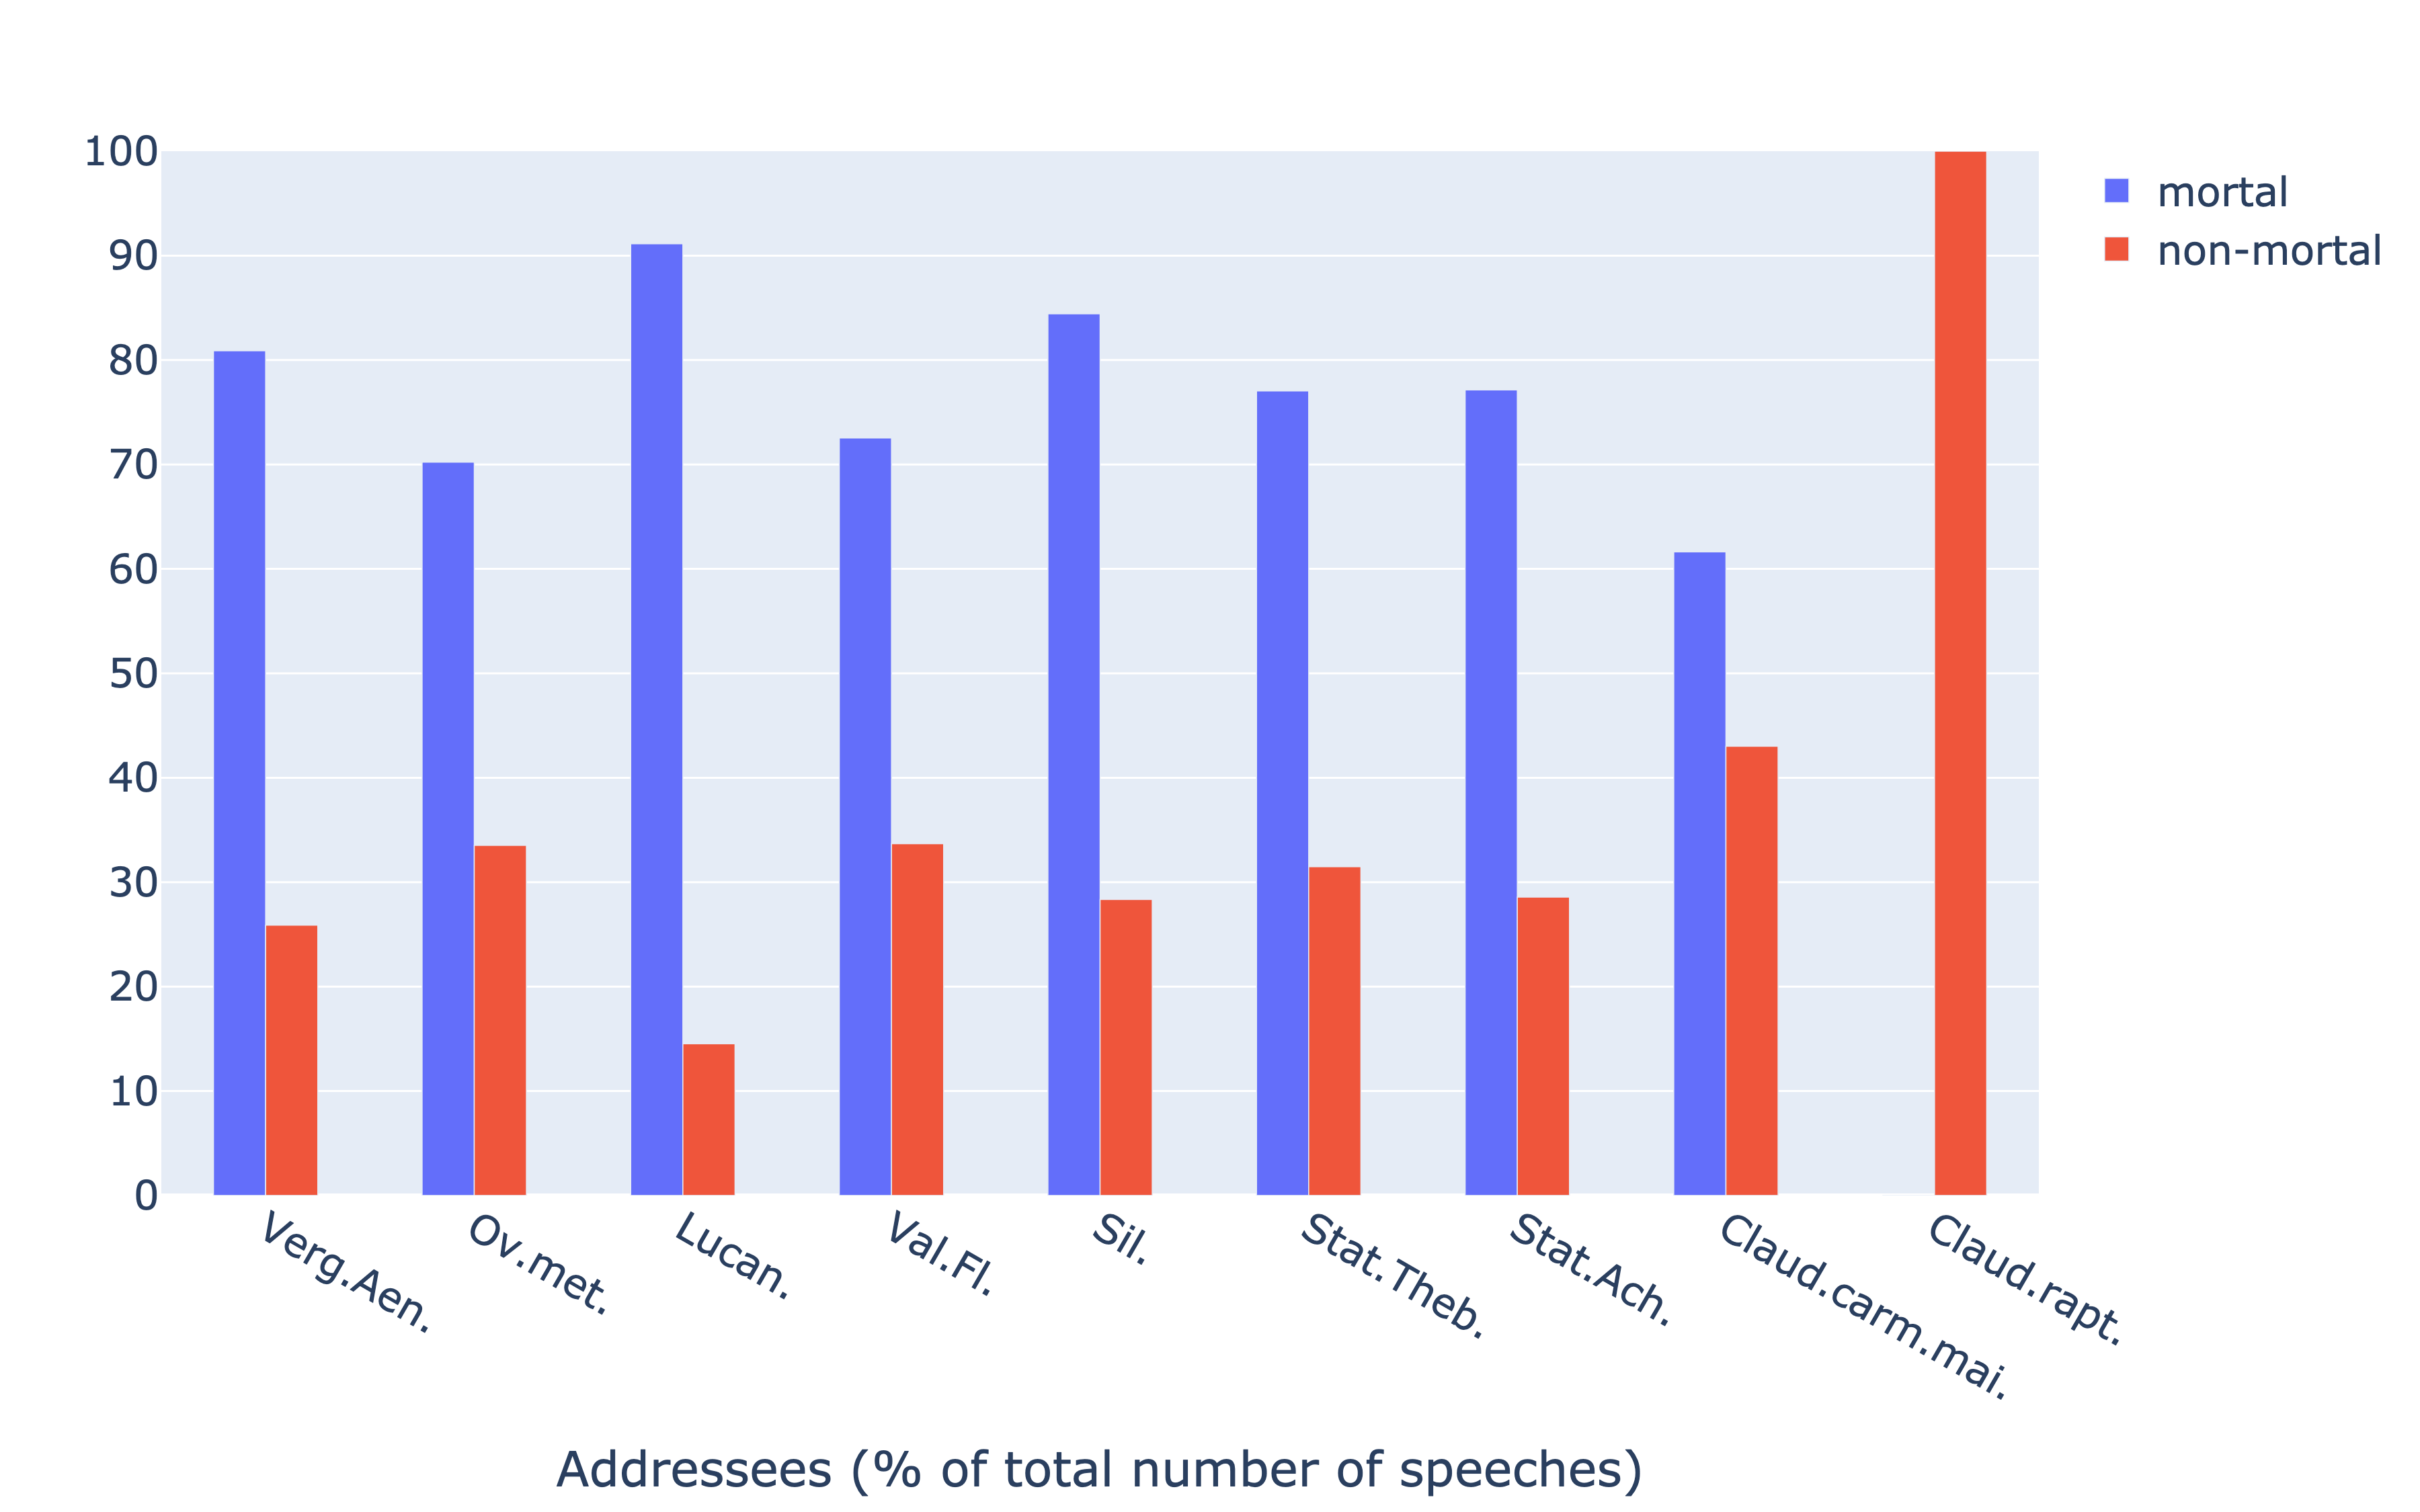 100
90
80
70
60
50
40
30
20
10
0
mortal
non-mortal
Verg.Aen.
Ov.met.
Lucan.
Val.Fl.
Sil.
Stat.Theb.
Stat.Ach.
Claud.carm.mai.
Claud.rapt.
Addressees (% of total number of speeches)